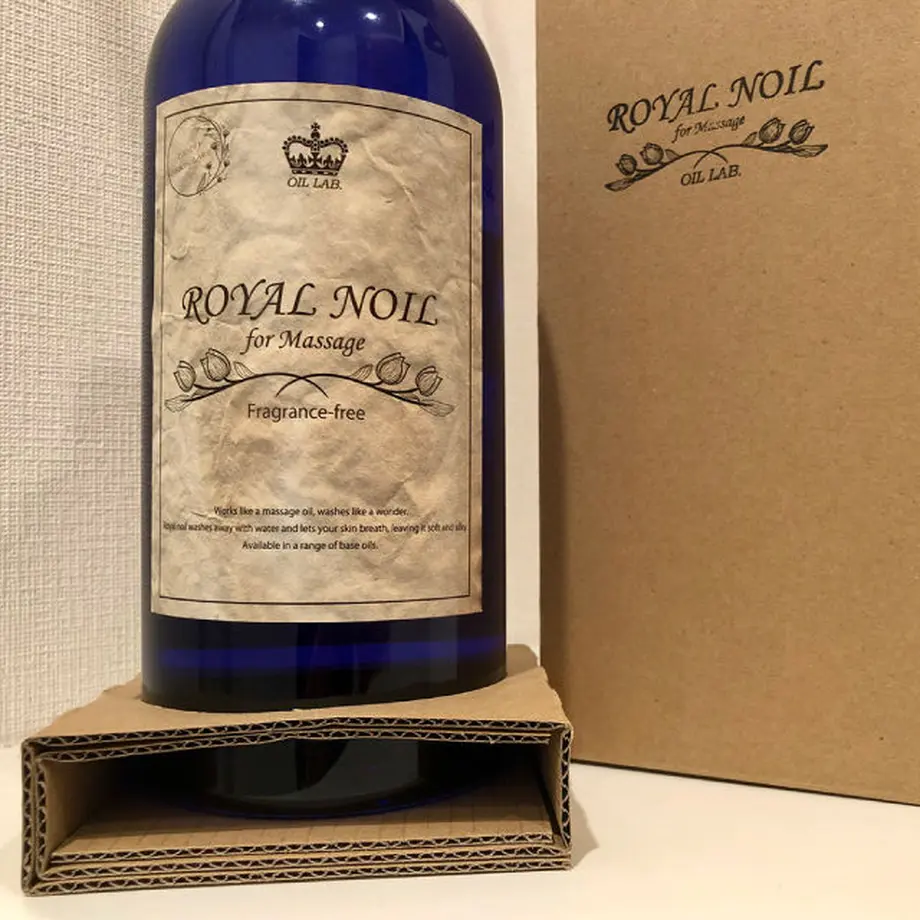 OIL LAB.
ROYAL NOIL
for Massage
Fragrance-free
Works like a massage oil, washes like a wonder.
Royal noil washes away with water and lets your skin breath, leaving it soft and silky
Available in a range of base oils.
ROYAL NOIL
for Massage
OIL LAB.